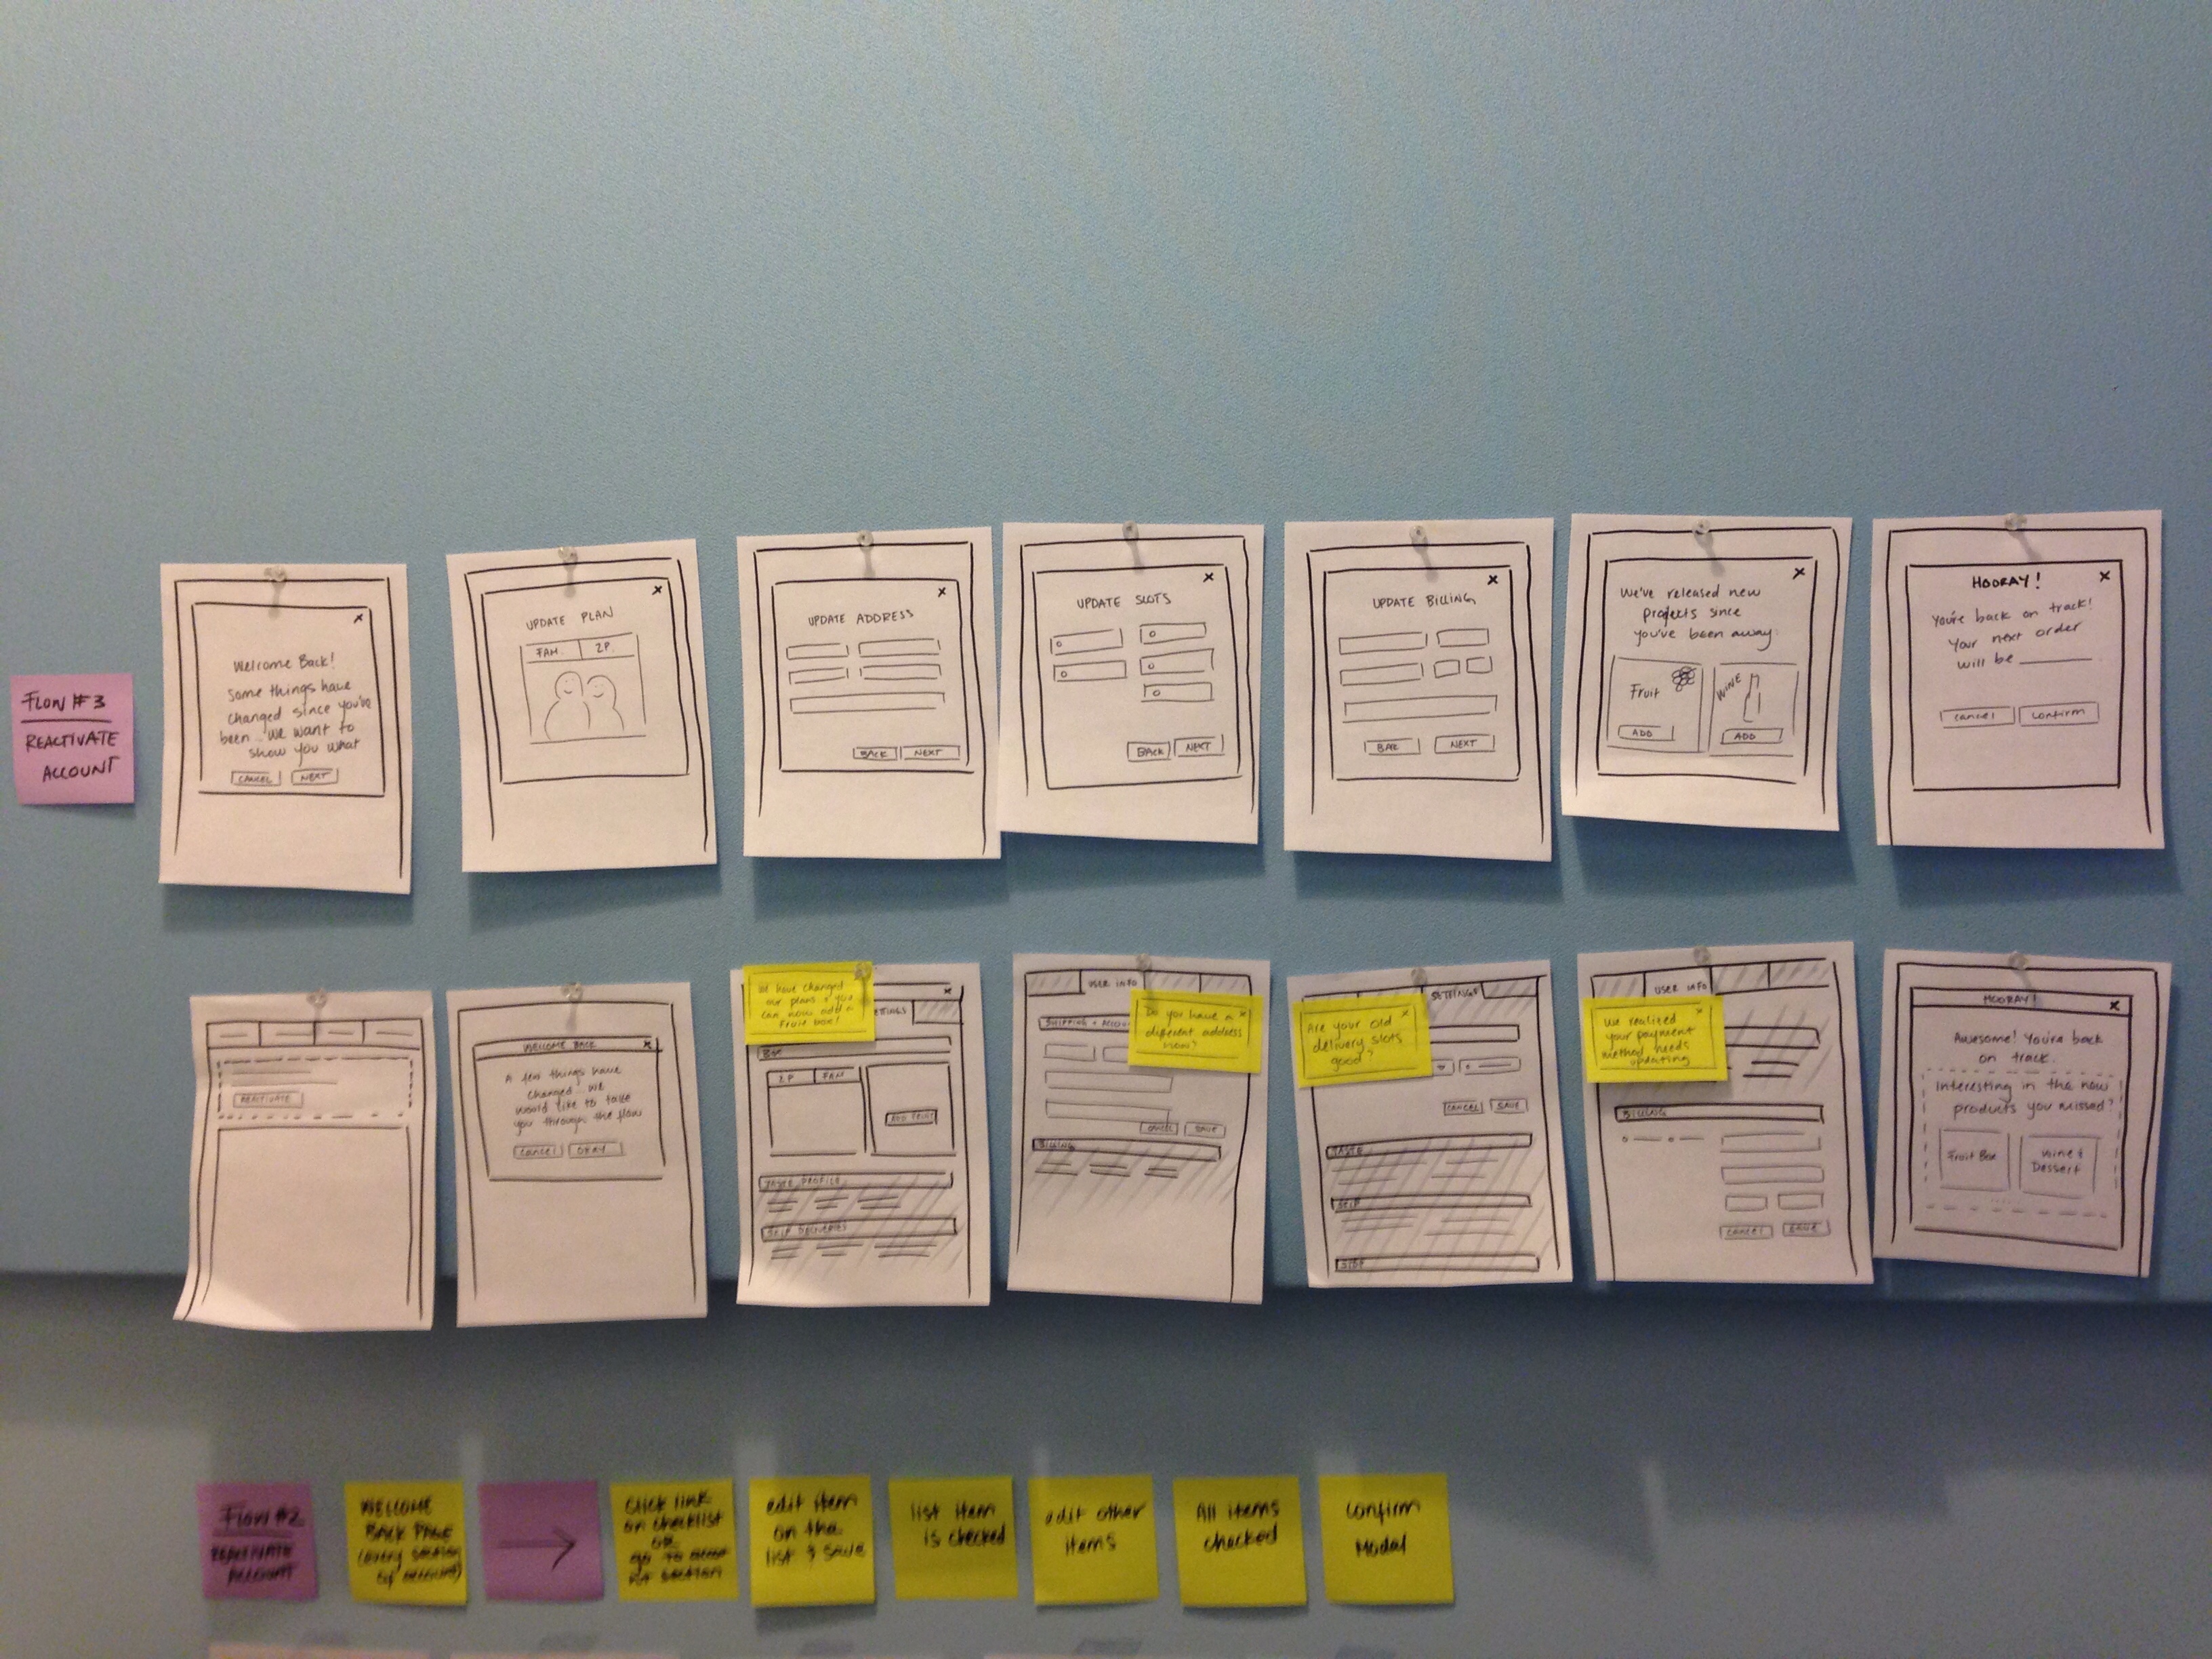 Flow #3
REACTIVATE
ACCOUNT
x
Welcome Back!
Some things have
changed since you've
been... We want to
show you what
CANCEL NEXT
x
UPDATE PLAN
FAM. 2P.
x
UPDATE ADDRESS
BACK NEXT
x
UPDATE SLOTS
BACK NEXT
x
UPDATE BILLING
BAK NEXT
x
We've released new
projects since
you've been away:
Fruit WINE
ADD ADD
x
HOORAY!
You're back on track!
Your next order
will be
cancel confirm
REACTIVATE
WELCOME BACK x
A few things have
changed... we
would like to take
you through the flow
cancel OKAY
We have changed
our plans & you
can now add a
Fruit box!
x
ETTINGS
BOX
2P FAM
ADD FRUIT
TASTE PROFILE
SKIP DELIVERIES
USER INFO
SHIPPING + ACCOU
x
Do you have a
different address
now?
CANCEL SAVE
BILLING
SETTINGS
x
Are your old
delivery slots
good?
CANCEL SAVE
TASTE
SKIP
USER INFO
x
We realized
your payment
method needs
updating
BILLING
CANCEL SAVE
HOORAY! x
Awesome! You're back
on track.
Interesting in the new
products you missed?
Fruit Box
Wine &
Dessert
Flow #2
REACTIVATE
ACCOUNT
WELCOME
BACK PAGE
(every section
of account)
→
click link
on checklist
OR
go to
section
edit item
on the
list & save
list item
is checked
edit other
items
All items
checked
confirm
Modal